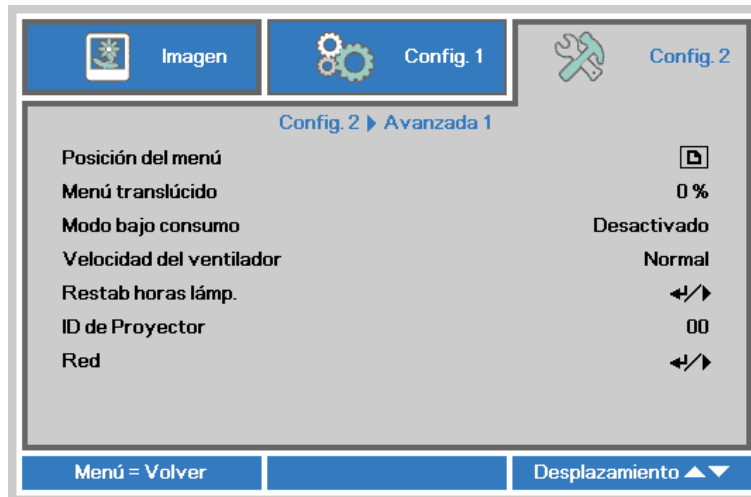 Imagen Config. 1 Config. 2
Config. 2 Avanzada 1
Posición del menú
Menú translúcido 0 %
Modo bajo consumo Desactivado
Velocidad del ventilador Normal
Restab horas lámp. ↵/▶
ID de Proyector 00
Red ↵/▶
Menú = Volver Desplazamiento ▲▼